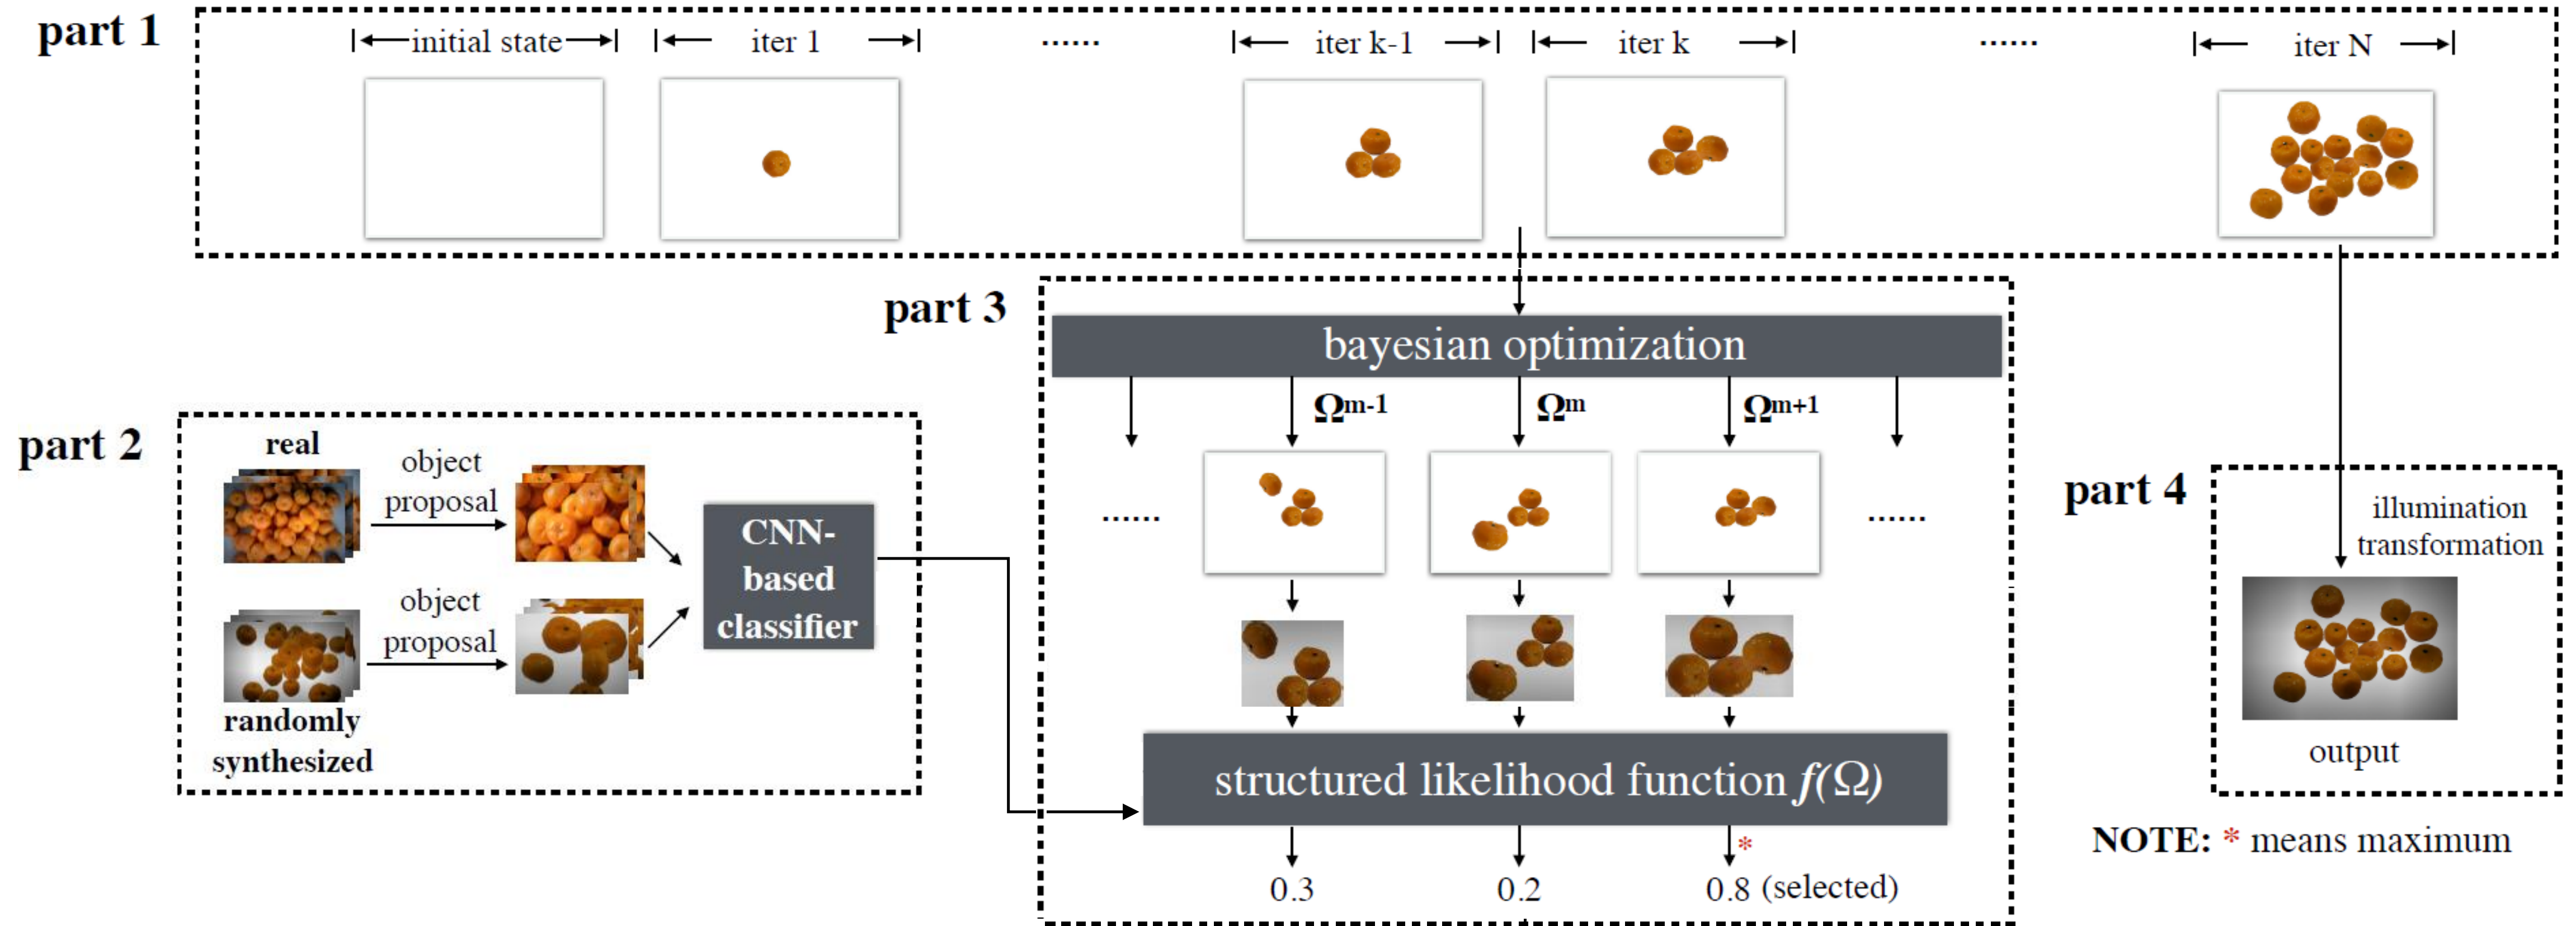 part 1
initial state
iter 1
......
iter k-1
iter k
......
iter N
part 3
bayesian optimization
Ωm-1
Ωm
Ωm+1
part 2
real
object
proposal
object
proposal
randomly
synthesized
CNN-
based
classifier
......
......
structured likelihood function f(Ω)
*
0.3
0.2
0.8 (selected)
part 4
illumination
transformation
output
NOTE: * means maximum